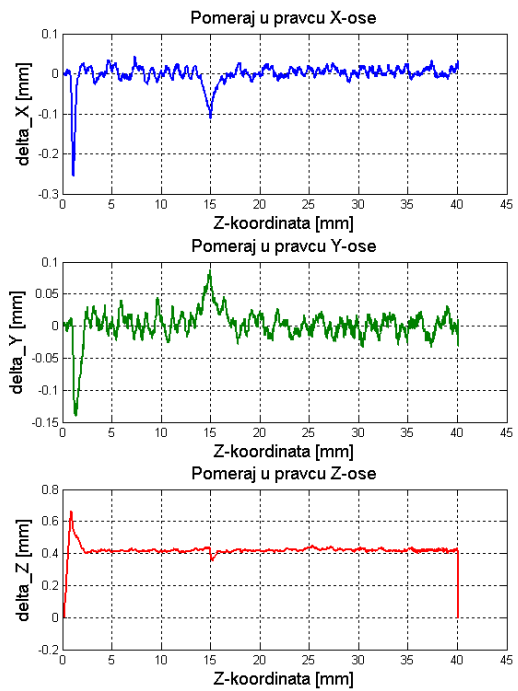 Pomeraj u pravcu X-ose
delta_X [mm]
0.1
0
-0.1
-0.2
-0.3
0 5 10 15 20 25 30 35 40 45
Z-koordinata [mm]
Pomeraj u pravcu Y-ose
delta_Y [mm]
0.1
0.05
0
-0.05
-0.1
-0.15
0 5 10 15 20 25 30 35 40 45
Z-koordinata [mm]
Pomeraj u pravcu Z-ose
delta_Z [mm]
0.8
0.6
0.4
0.2
0
-0.2
0 5 10 15 20 25 30 35 40 45
Z-koordinata [mm]